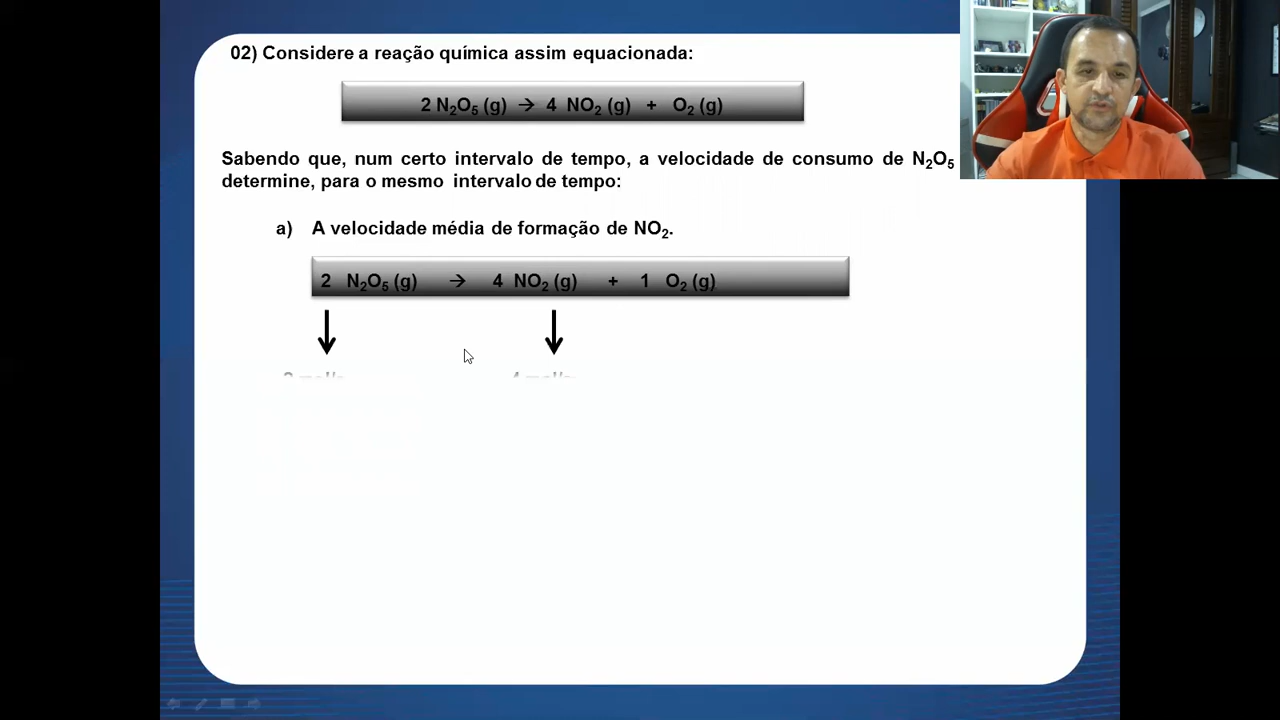 02) Considere a reação química assim equacionada:
2 N₂O₅ (g) → 4 NO₂ (g) + O₂ (g)
Sabendo que, num certo intervalo de tempo, a velocidade de consumo de N₂O₅
determine, para o mesmo intervalo de tempo:
a) A velocidade média de formação de NO₂.
2 N₂O₅ (g) → 4 NO₂ (g) + 1 O₂ (g)